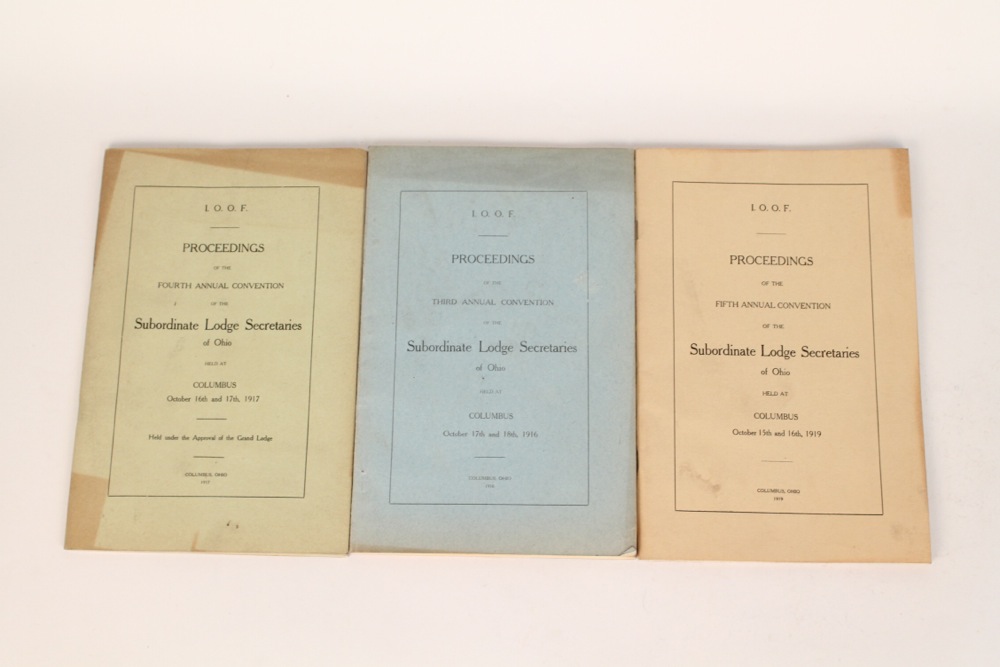 I. O. O. F.
PROCEEDINGS
OF THE
FOURTH ANNUAL CONVENTION
OF THE
Subordinate Lodge Secretaries
of Ohio
HELD AT
COLUMBUS
October 16th and 17th, 1917
Held under the Approval of the Grand Lodge
COLUMBUS, OHIO
1917
I. O. O. F.
PROCEEDINGS
OF THE
THIRD ANNUAL CONVENTION
OF THE
Subordinate Lodge Secretaries
of Ohio
HELD AT
COLUMBUS
October 17th and 18th, 1916
COLUMBUS, OHIO
1916
I. O. O. F.
PROCEEDINGS
OF THE
FIFTH ANNUAL CONVENTION
OF THE
Subordinate Lodge Secretaries
of Ohio
HELD AT
COLUMBUS
October 15th and 16th, 1919
COLUMBUS, OHIO
1919